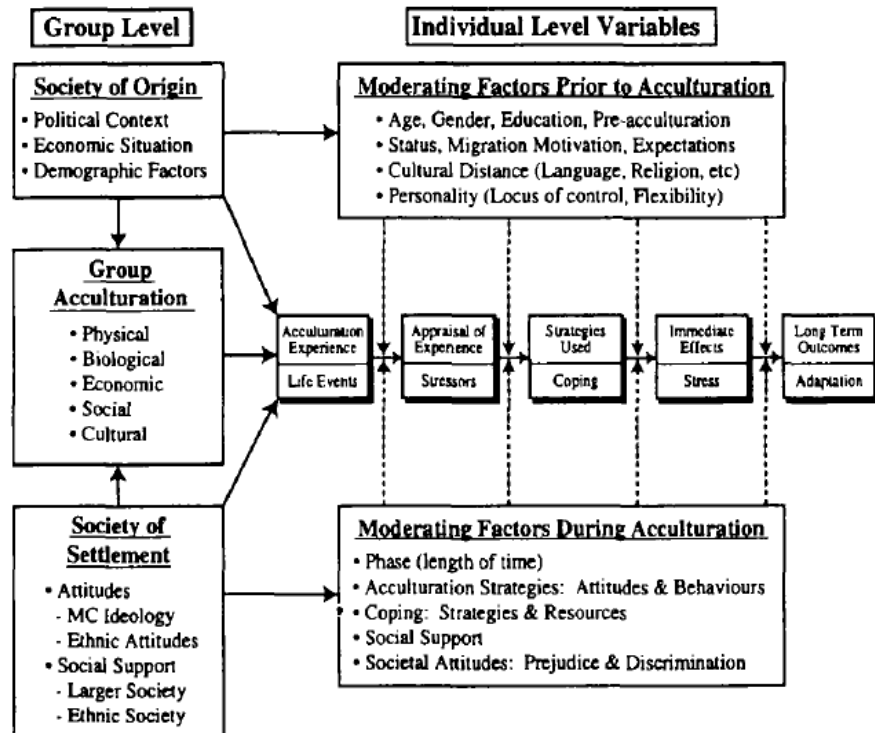 Group Level
Individual Level Variables
Society of Origin
• Political Context
• Economic Situation
• Demographic Factors
Moderating Factors Prior to Acculturation
• Age, Gender, Education, Pre-acculturation
• Status, Migration Motivation, Expectations
• Cultural Distance (Language, Religion, etc)
• Personality (Locus of control, Flexibility)
Group
Acculturation
• Physical
• Biological
• Economic
• Social
• Cultural
Acculturation
Experience
Life Events
Appraisal of
Experience
Stressors
Strategies
Used
Coping
Immediate
Effects
Stress
Long Term
Outcomes
Adaptation
Society of
Settlement
• Attitudes
- MC Ideology
- Ethnic Attitudes
• Social Support
- Larger Society
- Ethnic Society
Moderating Factors During Acculturation
• Phase (length of time)
• Acculturation Strategies: Attitudes & Behaviours
• Coping: Strategies & Resources
• Social Support
• Societal Attitudes: Prejudice & Discrimination